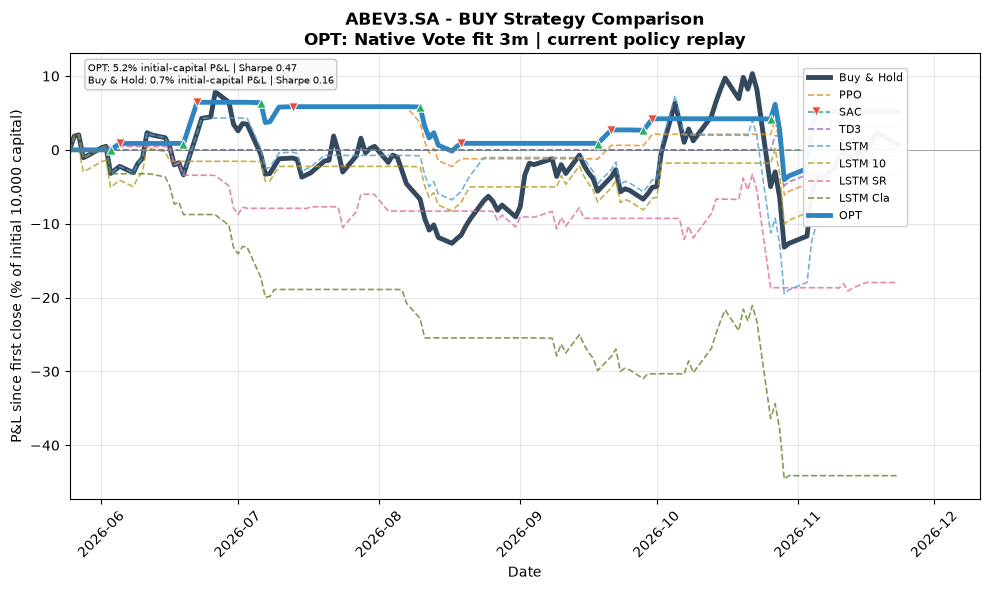 ABEV3.SA - BUY Strategy Comparison
OPT: Native Vote fit 3m | current policy replay
OPT: 5.2% initial-capital P&L | Sharpe 0.47
Buy & Hold: 0.7% initial-capital P&L | Sharpe 0.16
Buy & Hold
PPO
SAC
TD3
LSTM
LSTM 10
LSTM SR
LSTM Cla
OPT
P&L since first close (% of initial 10,000 capital)
10
0
−10
−20
−30
−40
2026-06
2026-07
2026-08
2026-09
2026-10
2026-11
2026-12
Date